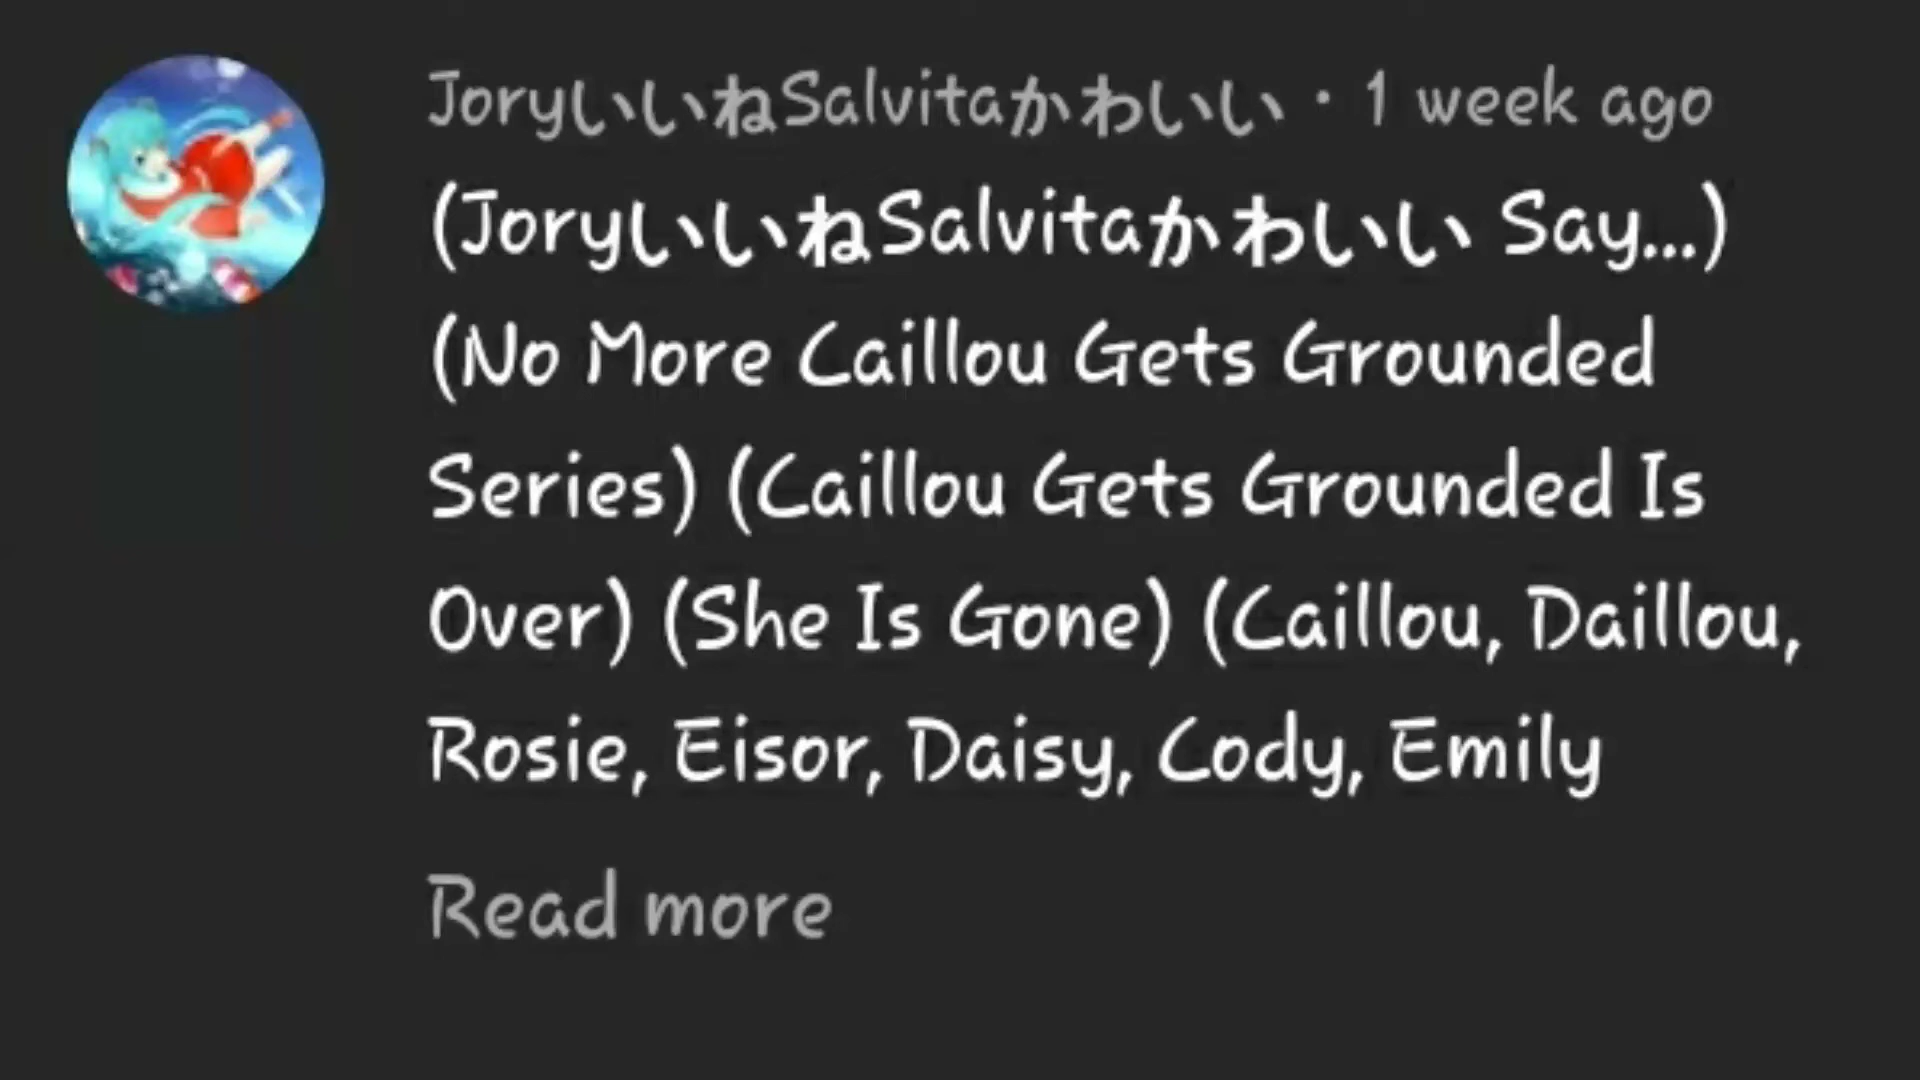 JoryいいねSalvitaかわいい · 1 week ago
(JoryいいねSalvitaかわいい Say...)
(No More Caillou Gets Grounded
Series) (Caillou Gets Grounded Is
Over) (She Is Gone) (Caillou, Daillou,
Rosie, Eisor, Daisy, Cody, Emily
Read more